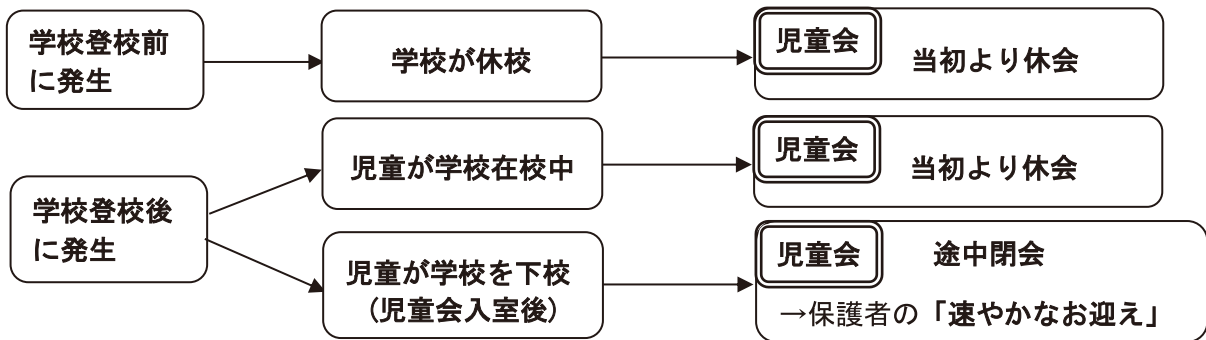 学校登校前
に発生
学校が休校
児童会
当初より休会
児童が学校在校中
児童会
当初より休会
学校登校後
に発生
児童が学校を下校
(児童会入室後)
児童会
途中閉会
→保護者の「速やかなお迎え」